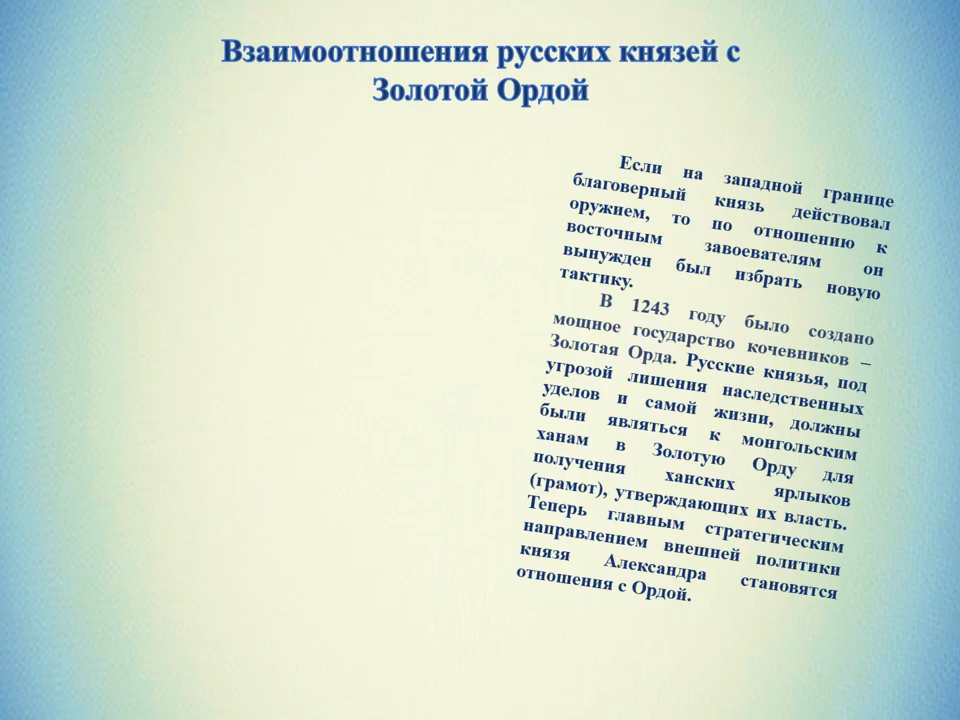 Взаимоотношения русских князей с
Золотой Ордой
Если на западной границе
благоверный князь действовал
оружием, то по отношению к
восточным завоевателям он
вынужден был избрать новую
тактику.
В 1243 году было создано
мощное государство кочевников –
Золотая Орда. Русские князья, под
угрозой лишения наследственных
уделов и самой жизни, должны
были являться к монгольским
ханам в Золотую Орду для
получения ханских ярлыков
(грамот), утверждающих их власть.
Теперь главным стратегическим
направлением внешней политики
князя Александра становятся
отношения с Ордой.